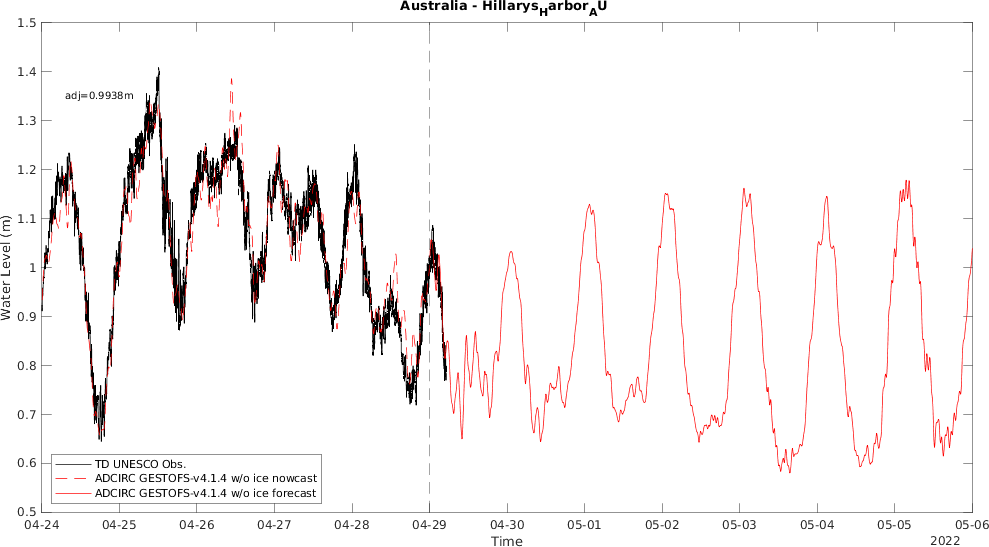 Australia - Hillarys_Harbor_AU
1.5
1.4
adj=0.9938m
1.3
1.2
1.1
1
0.9
0.8
0.7
0.6
0.5
Water Level (m)
TD UNESCO Obs.
ADCIRC GESTOFS-v4.1.4 w/o ice nowcast
ADCIRC GESTOFS-v4.1.4 w/o ice forecast
04-24 04-25 04-26 04-27 04-28 04-29 04-30 05-01 05-02 05-03 05-04 05-05 05-06
Time
2022